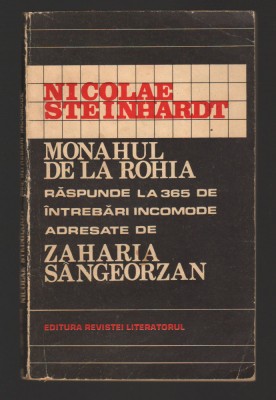 NICOLAE
STEINHARDT
MONAHUL
DE LA ROHIA
RĂSPUNDE LA 365 DE
ÎNTREBĂRI INCOMODE
ADRESATE DE
ZAHARIA
SÂNGEORZAN
EDITURA REVISTEI LITERATORUL